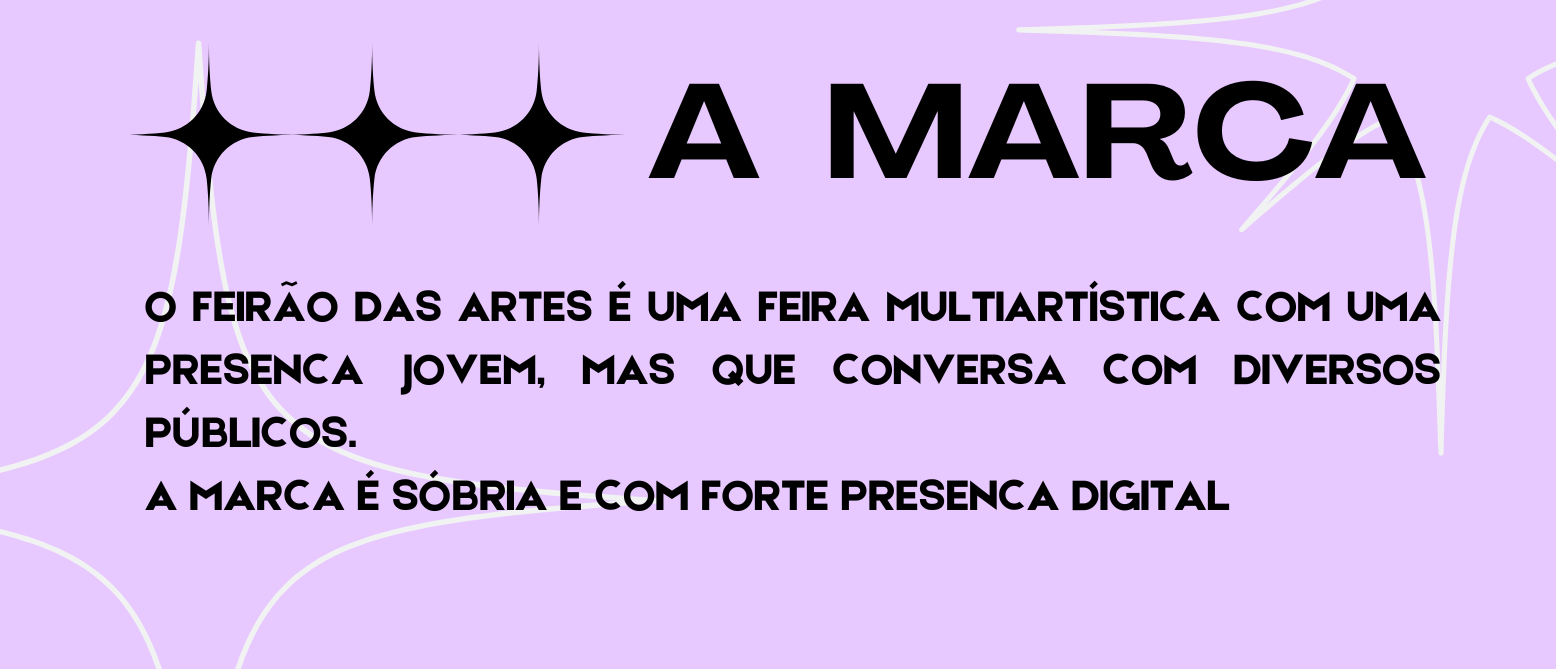 A MARCA
O FEIRÃO DAS ARTES É UMA FEIRA MULTIARTÍSTICA COM UMA
PRESENCA JOVEM, MAS QUE CONVERSA COM DIVERSOS
PÚBLICOS.
A MARCA É SÓBRIA E COM FORTE PRESENCA DIGITAL